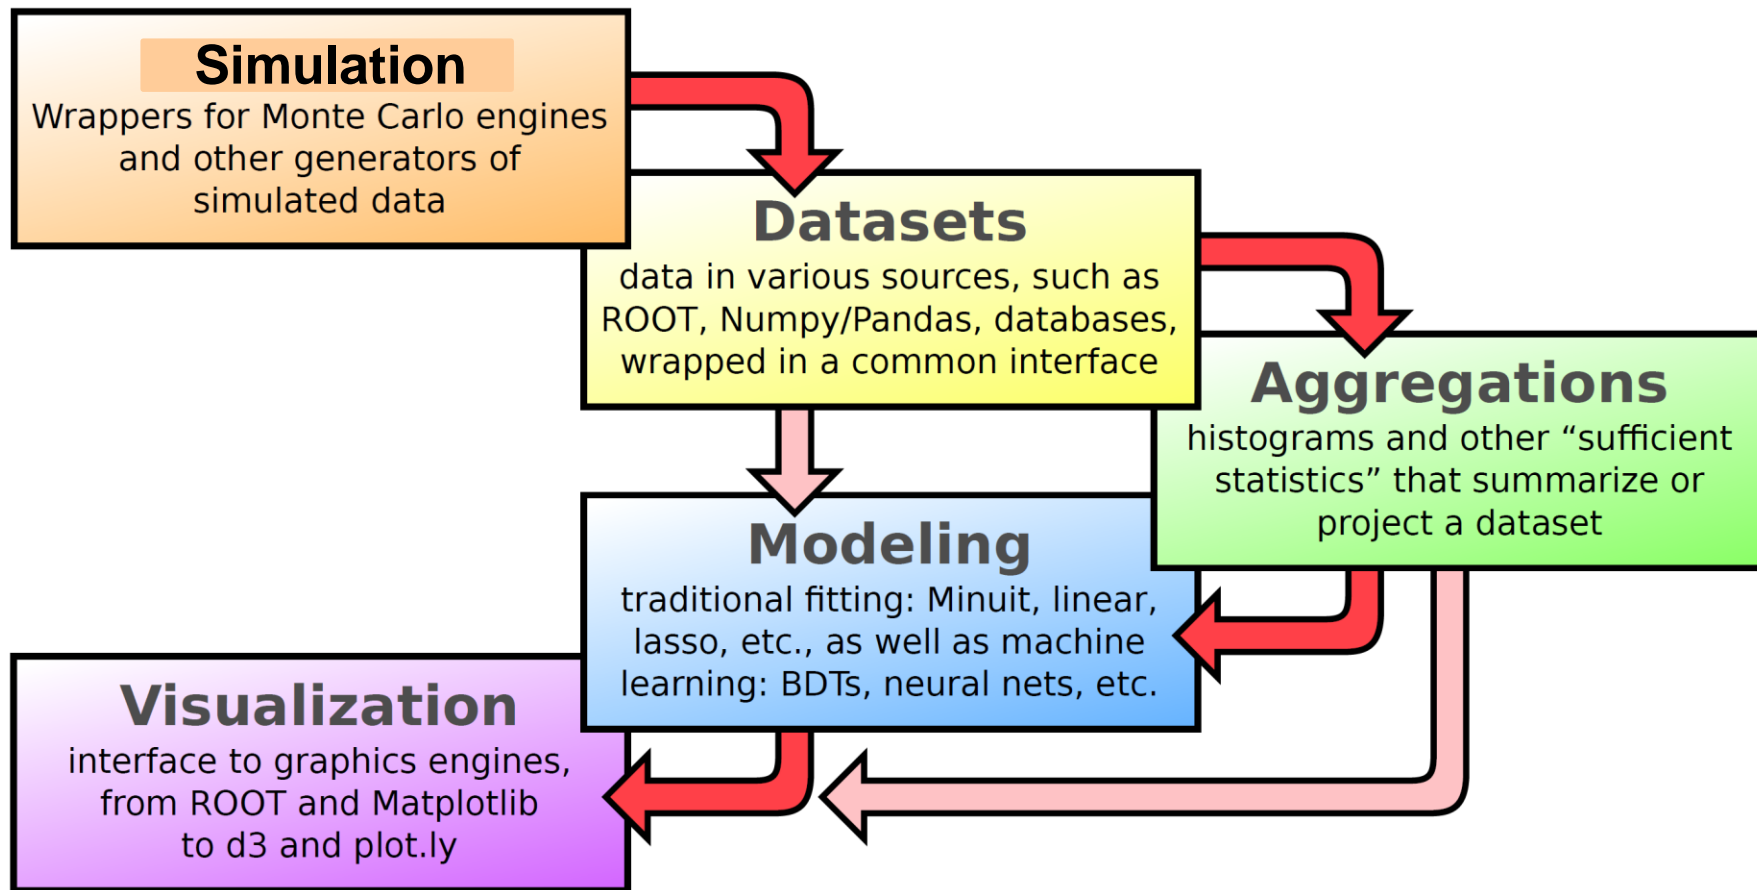 Simulation
Wrappers for Monte Carlo engines
and other generators of
simulated data
Datasets
data in various sources, such as
ROOT, Numpy/Pandas, databases,
wrapped in a common interface
Aggregations
histograms and other “sufficient
statistics” that summarize or
project a dataset
Modeling
traditional fitting: Minuit, linear,
lasso, etc., as well as machine
learning: BDTs, neural nets, etc.
Visualization
interface to graphics engines,
from ROOT and Matplotlib
to d3 and plot.ly